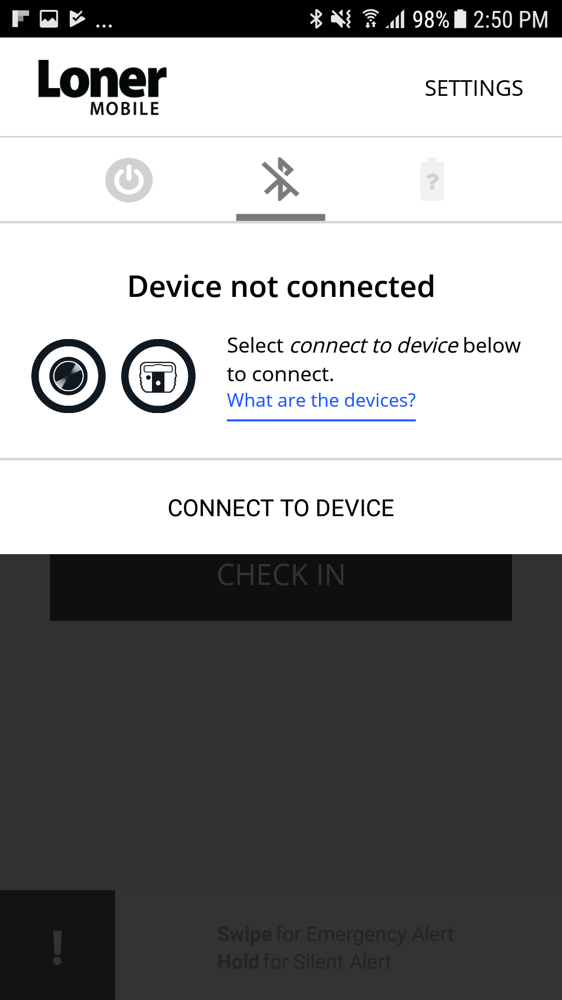 ... 98% 2:50 PM
Loner
MOBILE
SETTINGS
?
Device not connected
Select connect to device below
to connect.
What are the devices?
CONNECT TO DEVICE
CHECK IN
!
Swipe for Emergency Alert
Hold for Silent Alert